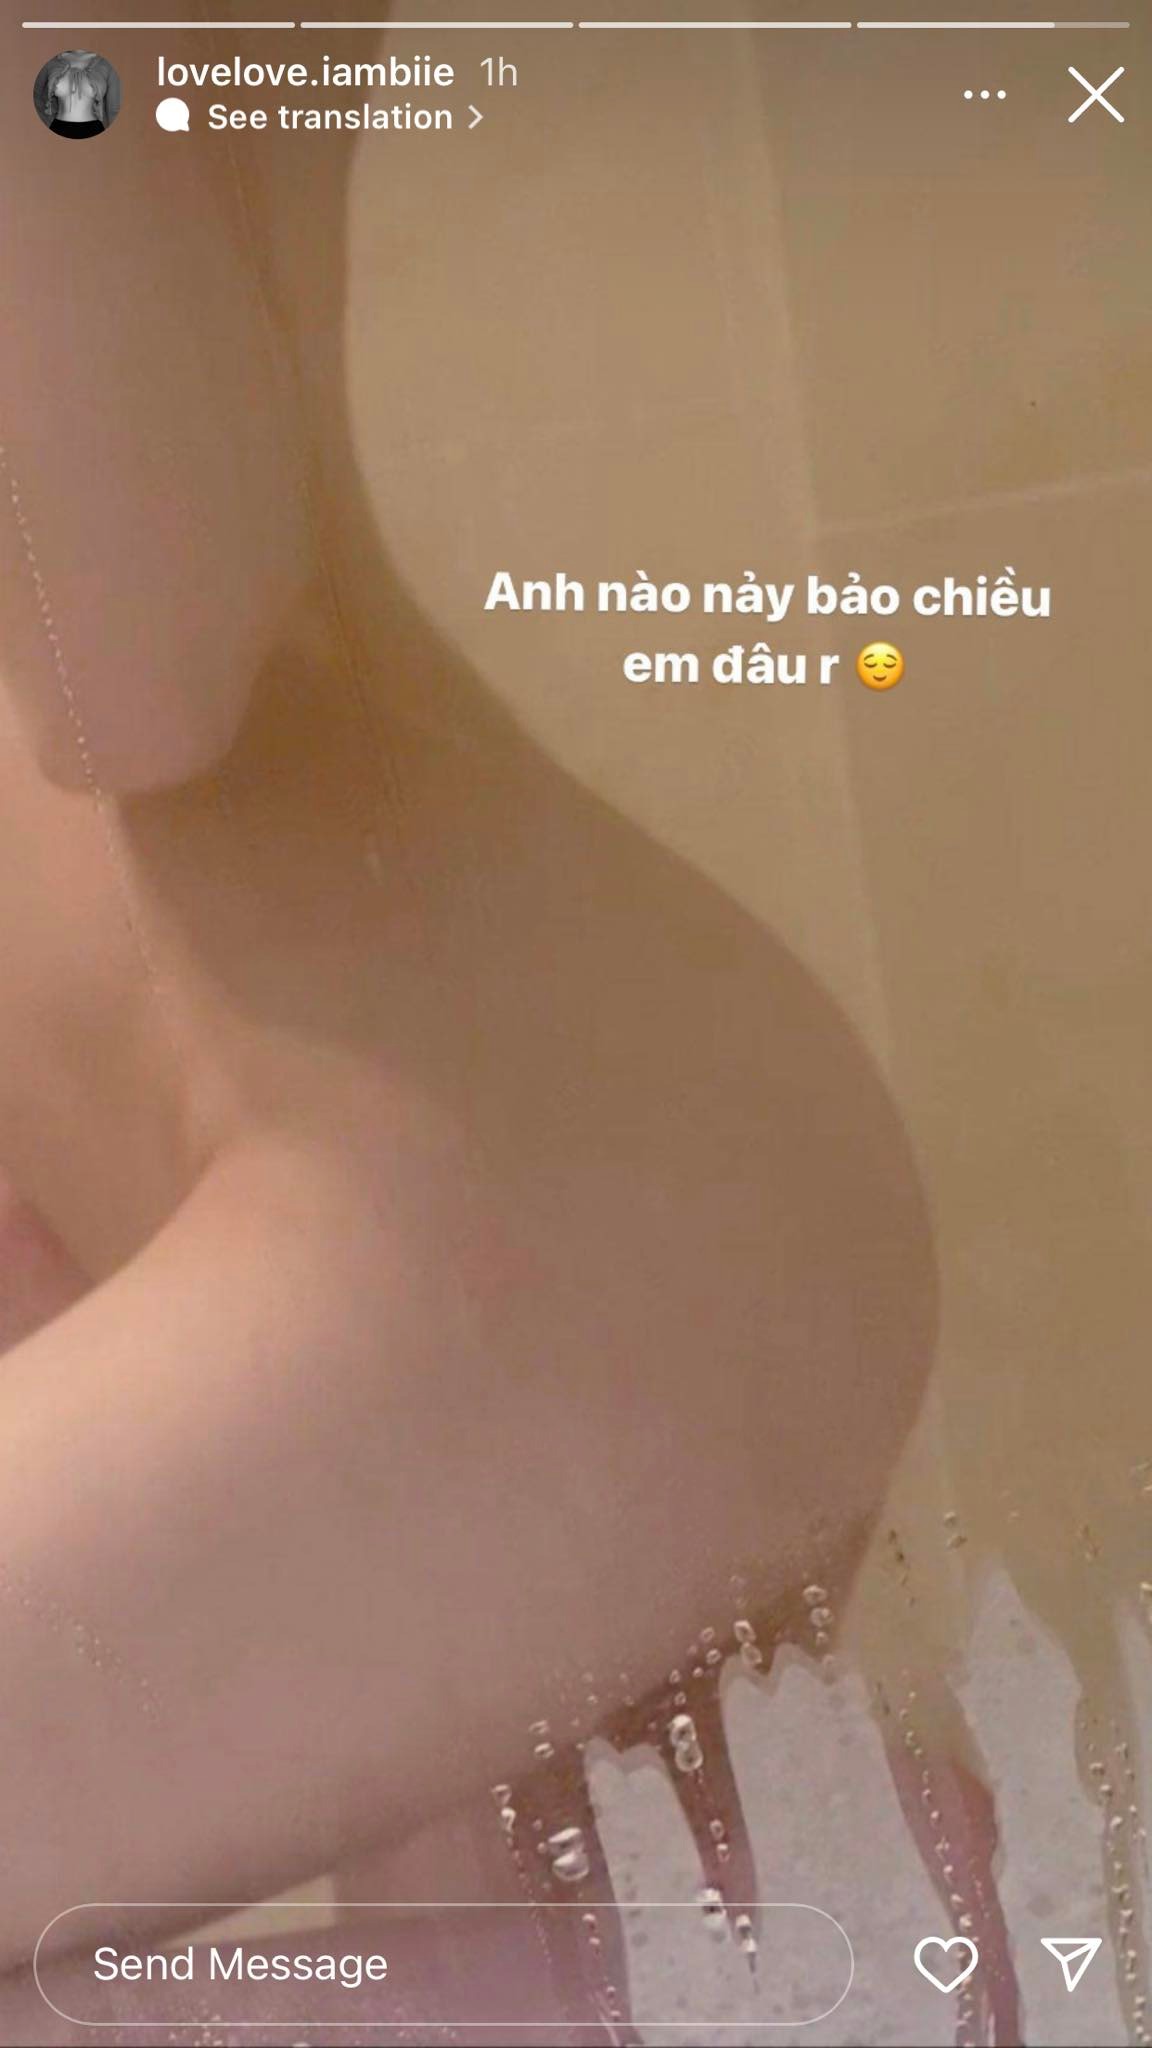 lovelove.iambiie 1h
See translation
Anh nào nảy bảo chiều
em đâu r 😌
Send Message